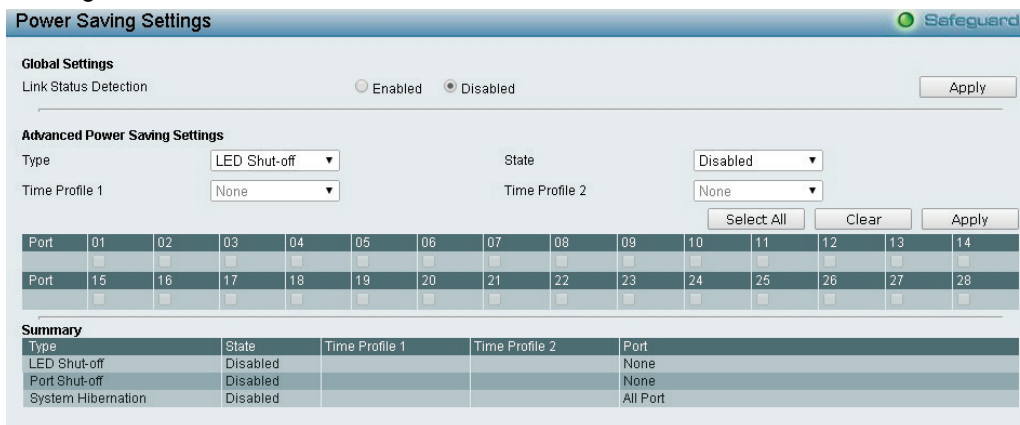 Power Saving Settings Safeguard
Global Settings
Link Status Detection Enabled Disabled Apply
Advanced Power Saving Settings
Type LED Shut-off State Disabled
Time Profile 1 None Time Profile 2 None
Select All Clear Apply
Port 01 02 03 04 05 06 07 08 09 10 11 12 13 14
Port 15 16 17 18 19 20 21 22 23 24 25 26 27 28
Summary
Type State Time Profile 1 Time Profile 2 Port
LED Shut-off Disabled None
Port Shut-off Disabled None
System Hibernation Disabled All Port